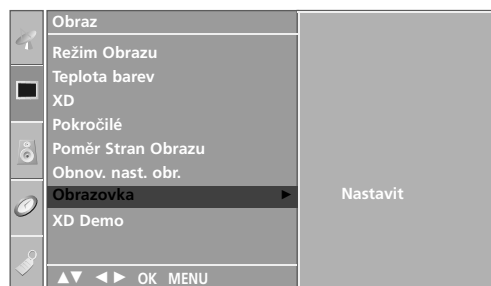 Obraz
Režim Obrazu
Teplota barev
XD
Pokročilé
Poměr Stran Obrazu
Obnov. nast. obr.
Obrazovka ► Nastavit
XD Demo
▲▼ ◄► OK MENU